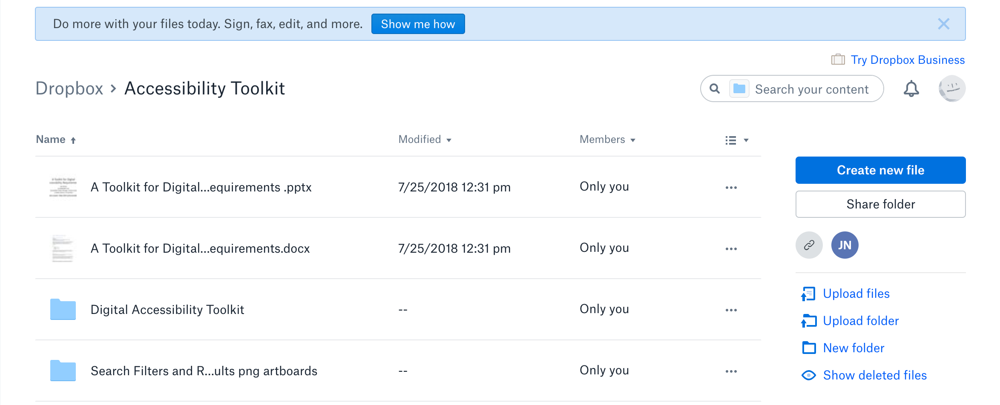 Do more with your files today. Sign, fax, edit, and more. Show me how
Try Dropbox Business
Dropbox › Accessibility Toolkit
Search your content
Name Modified Members
A Toolkit for Digital...equirements .pptx 7/25/2018 12:31 pm Only you
A Toolkit for Digital...equirements.docx 7/25/2018 12:31 pm Only you
Digital Accessibility Toolkit -- Only you
Search Filters and R...ults png artboards -- Only you
Create new file
Share folder
JN
Upload files
Upload folder
New folder
Show deleted files